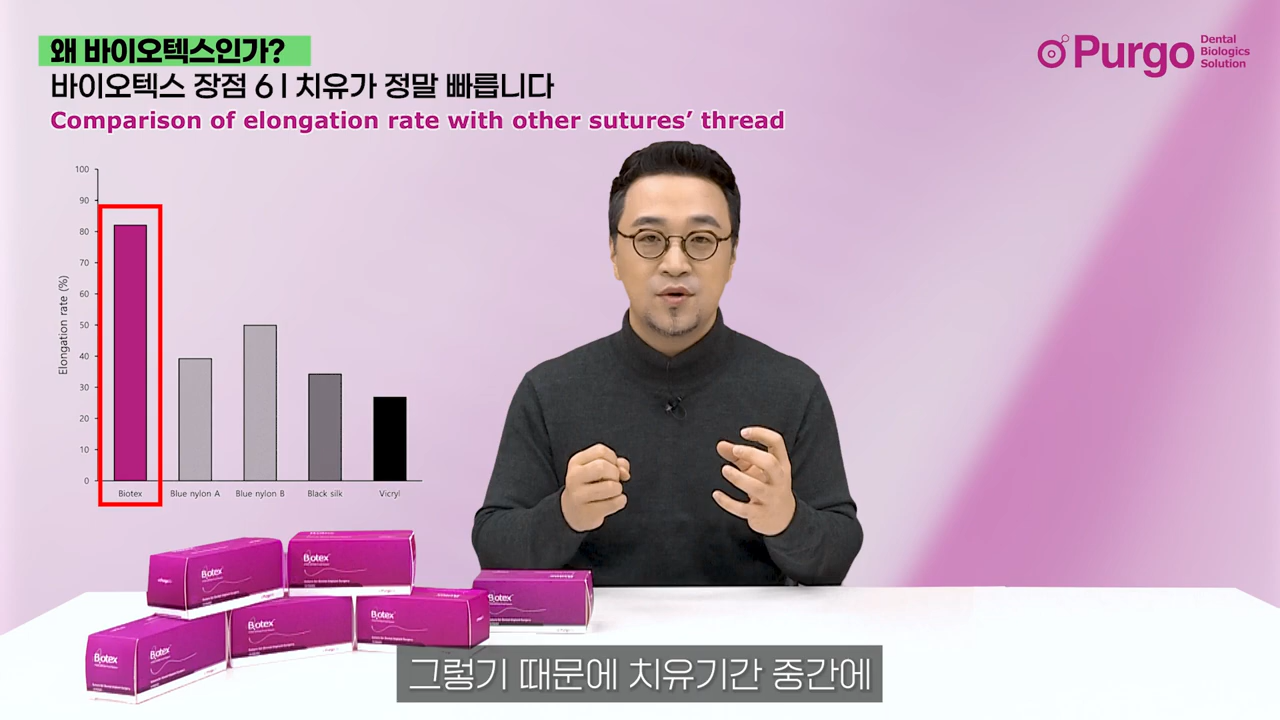 왜 바이오텍스인가?
바이오텍스 장점 6 | 치유가 정말 빠릅니다
Comparison of elongation rate with other sutures’ thread
Purgo
Dental
Biologics
Solution
100
90
80
70
60
50
40
30
20
10
0
Elongation rate (%)
Biotex
Blue nylon A
Blue nylon B
Black silk
Vicryl
Biotex
Biotex
Biotex
Biotex
Biotex
Biotex
그렇기 때문에 치유기간 중간에